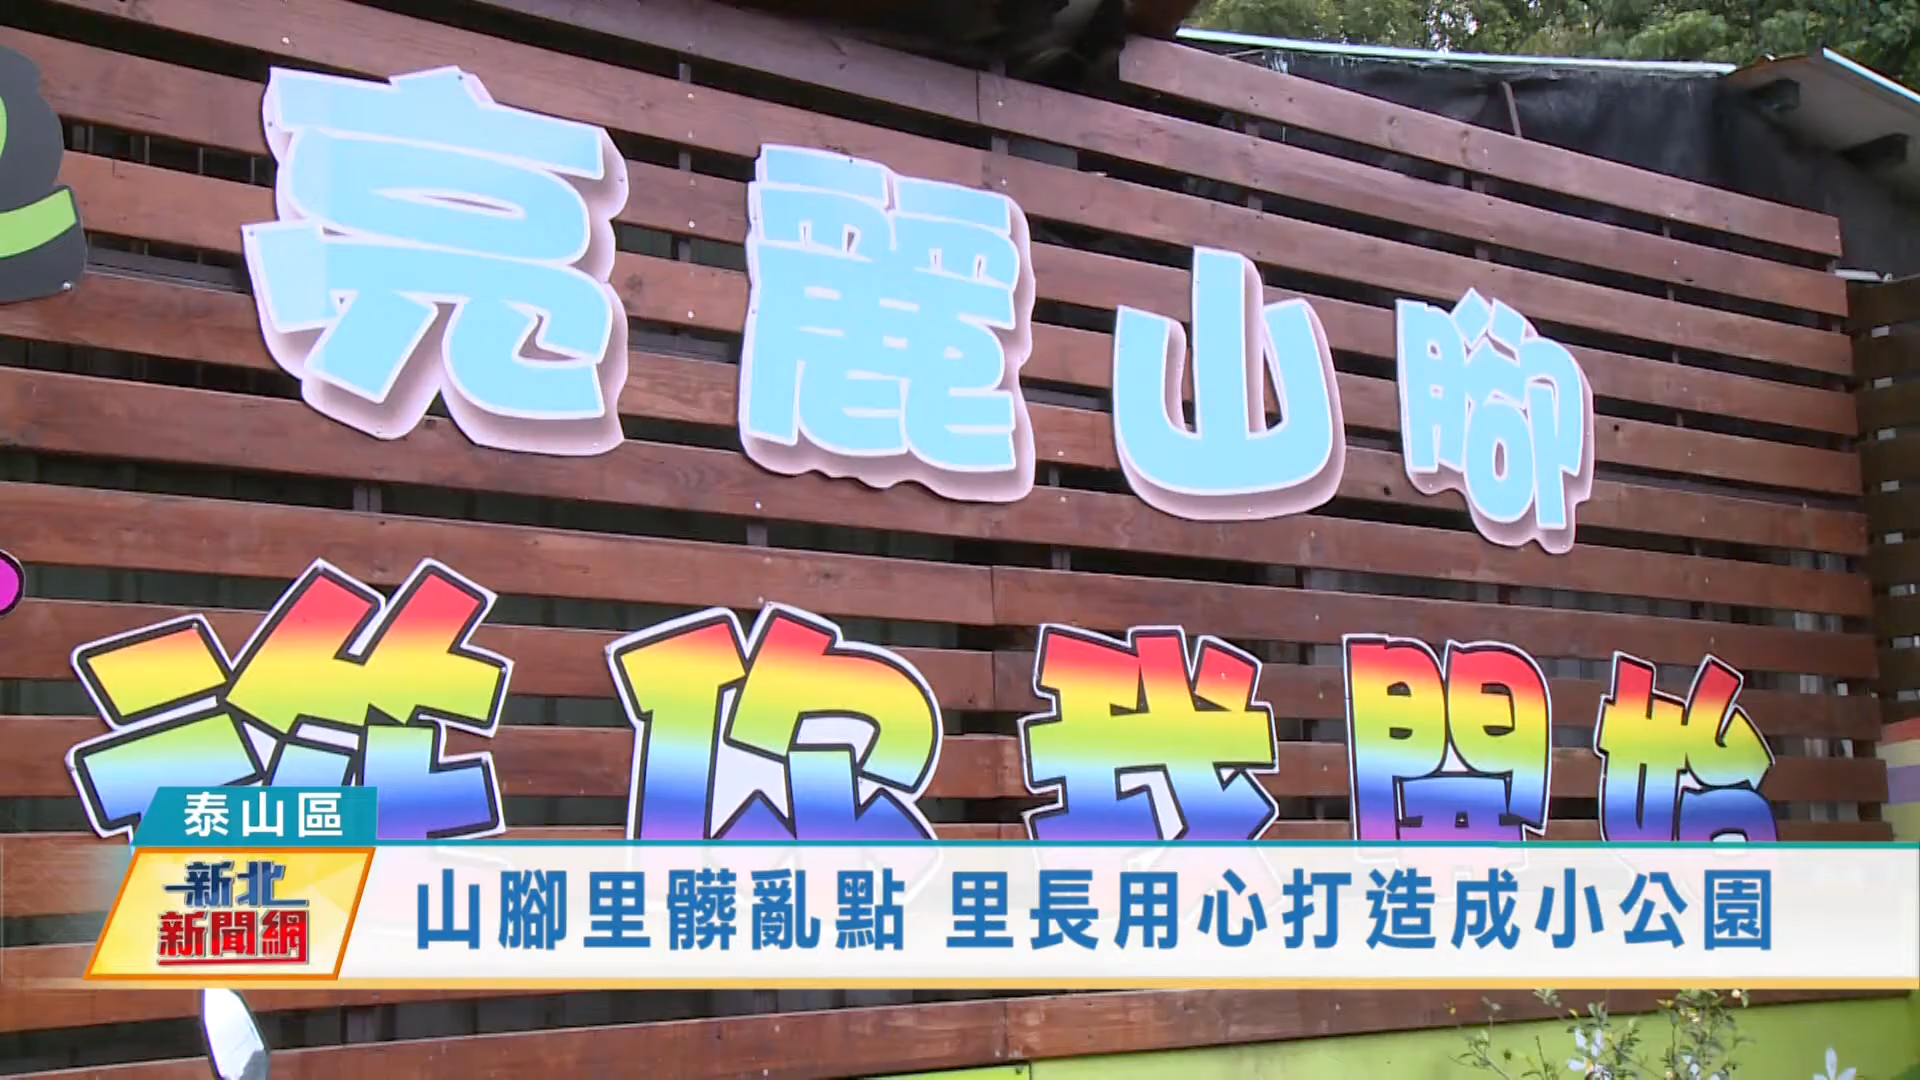 亮麗山腳
從你我開始
泰山區
新北
新聞網
山腳里髒亂點 里長用心打造成小公園